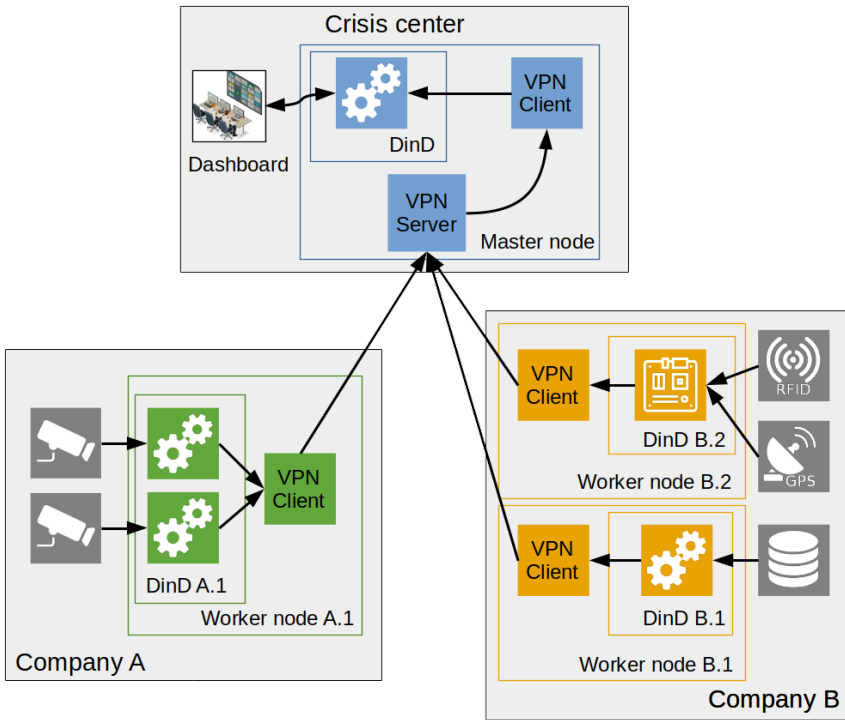 Crisis center
Dashboard
DinD
VPN
Client
VPN
Server
Master node
VPN
Client
DinD A.1
Worker node A.1
Company A
VPN
Client
DinD B.2
Worker node B.2
RFID
GPS
VPN
Client
DinD B.1
Worker node B.1
Company B